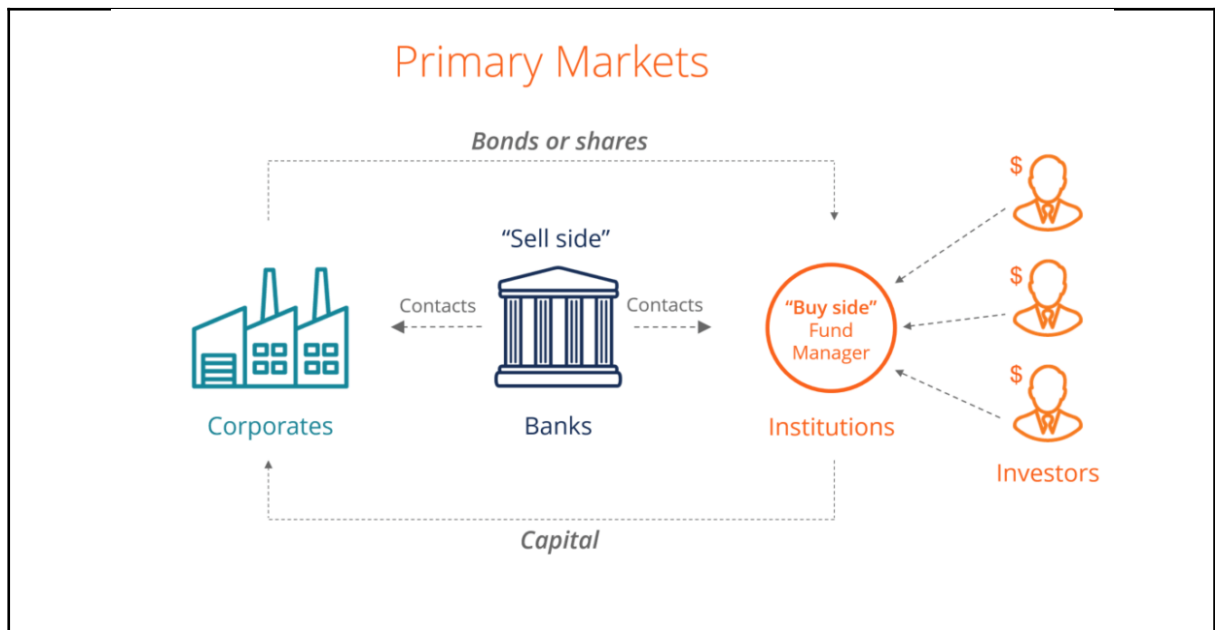 Primary Markets
Bonds or shares
“Sell side”
$
$
$
Contacts
Contacts
“Buy side”
Fund
Manager
Corporates
Banks
Institutions
Investors
Capital